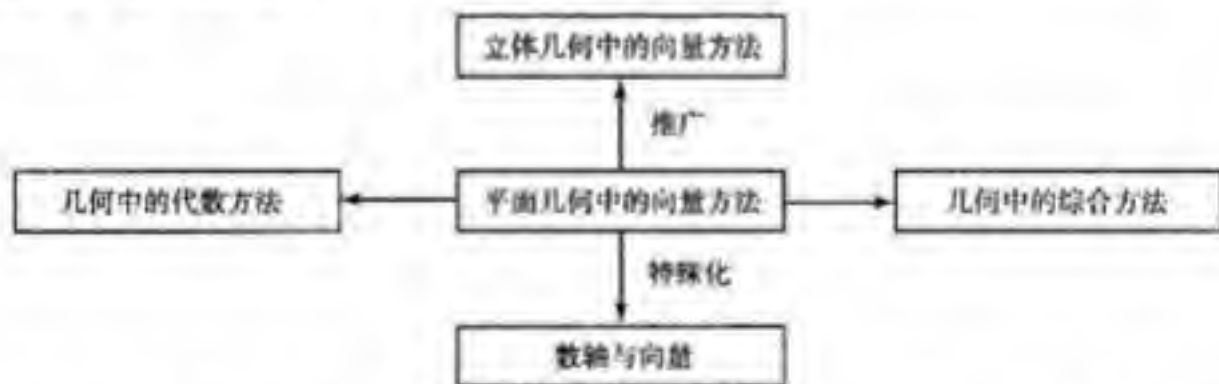 立体几何中的向量方法
推广
几何中的代数方法
平面几何中的向量方法
几何中的综合方法
特殊化
数轴与向量